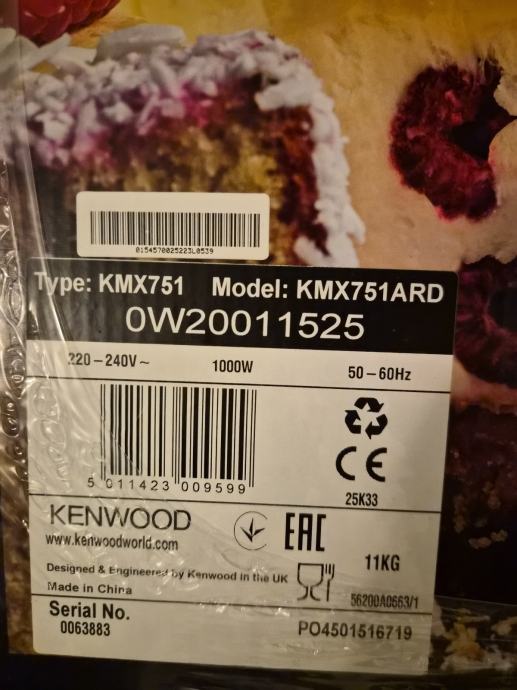 0154570025223L0539
Type: KMX751 Model: KMX751ARD
0W20011525
220-240V~ 1000W 50-60Hz
5 011423 009599
CE
25K33
KENWOOD
www.kenwoodworld.com
EAC
11KG
Designed & Engineered by Kenwood in the UK
Made in China
56200A0663/1
Serial No.
0063883
PO4501516719